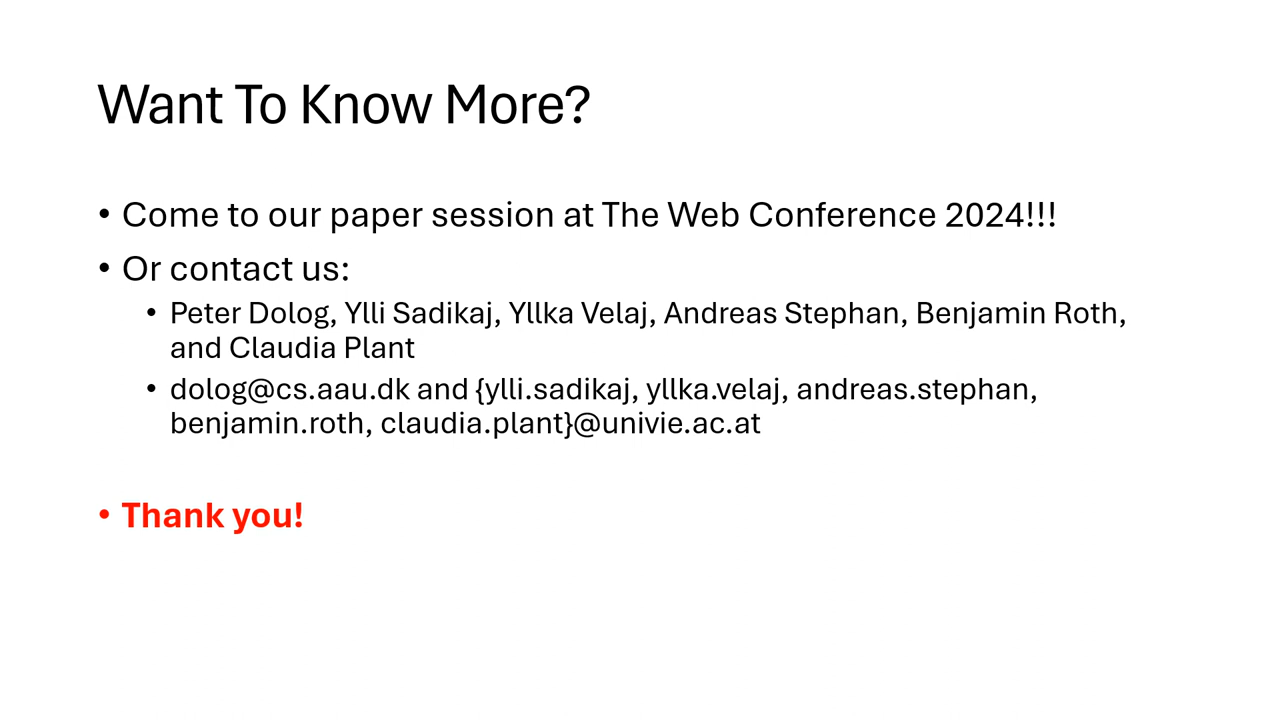 Want To Know More?
• Come to our paper session at The Web Conference 2024!!!
• Or contact us:
• Peter Dolog, Ylli Sadikaj, Yllka Velaj, Andreas Stephan, Benjamin Roth,
and Claudia Plant
• dolog@cs.aau.dk and {ylli.sadikaj, yllka.velaj, andreas.stephan,
benjamin.roth, claudia.plant}@univie.ac.at
• Thank you!